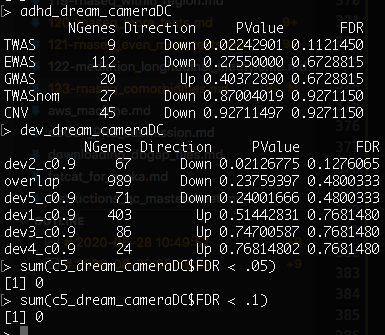 > adhd_dream_cameraDC
NGenes Direction PValue FDR
TWAS 9 Down 0.02242901 0.1121450
EWAS 112 Down 0.27550000 0.6728815
GWAS 20 Up 0.40372890 0.6728815
TWASnom 27 Down 0.87004019 0.9271150
CNV 45 Down 0.92711497 0.9271150
> dev_dream_cameraDC
NGenes Direction PValue FDR
dev2_c0.9 67 Down 0.02126775 0.1276065
overlap 989 Down 0.23759397 0.4800333
dev5_c0.9 71 Down 0.24001666 0.4800333
dev1_c0.9 403 Up 0.51442831 0.7681480
dev3_c0.9 86 Up 0.74700587 0.7681480
dev4_c0.9 24 Up 0.76814802 0.7681480
> sum(c5_dream_cameraDC$FDR < .05)
[1] 0
> sum(c5_dream_cameraDC$FDR < .1)
[1] 0
>